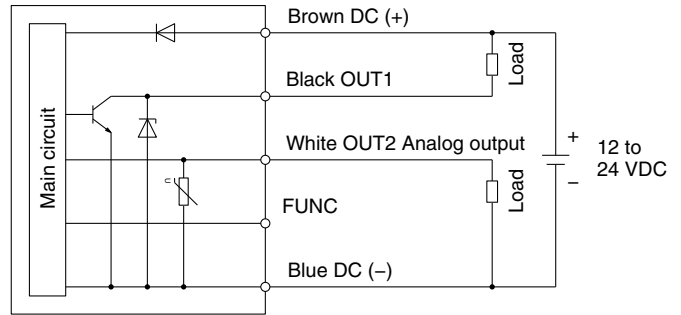 Brown DC (+)
Main circuit
Load
Black OUT1
White OUT2 Analog output
+
12 to
24 VDC
−
Load
U
FUNC
Blue DC (−)